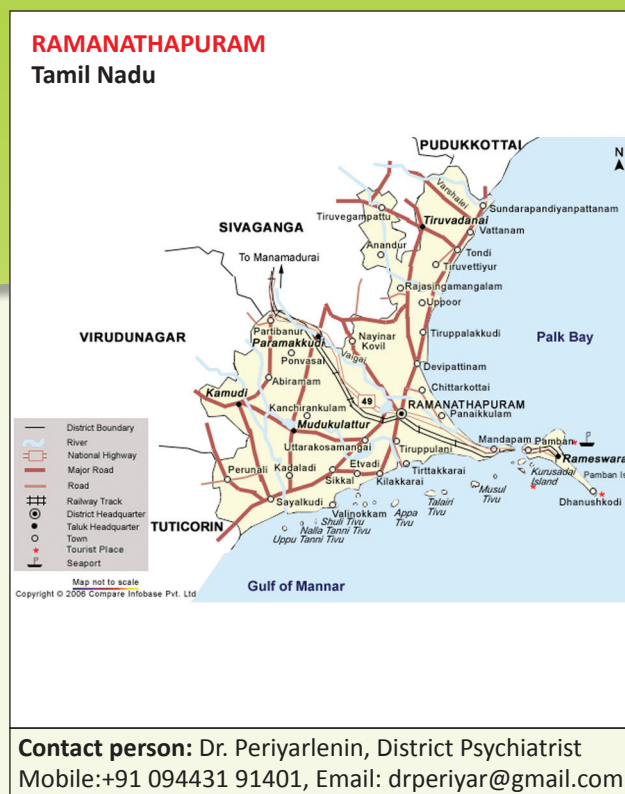 RAMANATHAPURAM
Tamil Nadu
PUDUKKOTTAI
N
Varshalei
Sundarapandiyanpattanam
Tiruvegampattu
Tiruvadanai
SIVAGANGA
Vattanam
Anandur
Tondi
To Manamadurai
Tiruvettiyur
Rajasingamangalam
Uppoor
Partibanur
VIRUDUNAGAR
Paramakkudi
Nayinar
Kovil
Tiruppalakkudi
Palk Bay
Vaigai
Ponvasal
Devipattinam
Abiramam
Chittarkottai
Kamudi
49
RAMANATHAPURAM
Kanchirankulam
Panaikkulam
Mudukulattur
District Boundary
River
National Highway
Major Road
Road
Railway Track
District Headquarter
Taluk Headquarter
Town
Tourist Place
Seaport
Uttarakosamangai
Tiruppulani
Mandapam
Pamban
Rameswara
Perunali
Kadaladi
Etvadi
Tirttakkarai
Kurusadai
Island
Pamban Is
Sikkal
Kilakkarai
Musul
Tivu
Dhanushkodi
Sayalkudi
Valinokkam
Appa
Tivu
Talairi
Tivu
TUTICORIN
Shuli Tivu
Nalla Tanni Tivu
Uppu Tanni Tivu
Map not to scale
Copyright © 2006 Compare Infobase Pvt. Ltd
Gulf of Mannar
Contact person: Dr. Periyarlenin, District Psychiatrist
Mobile:+91 094431 91401, Email: drperiyar@gmail.com